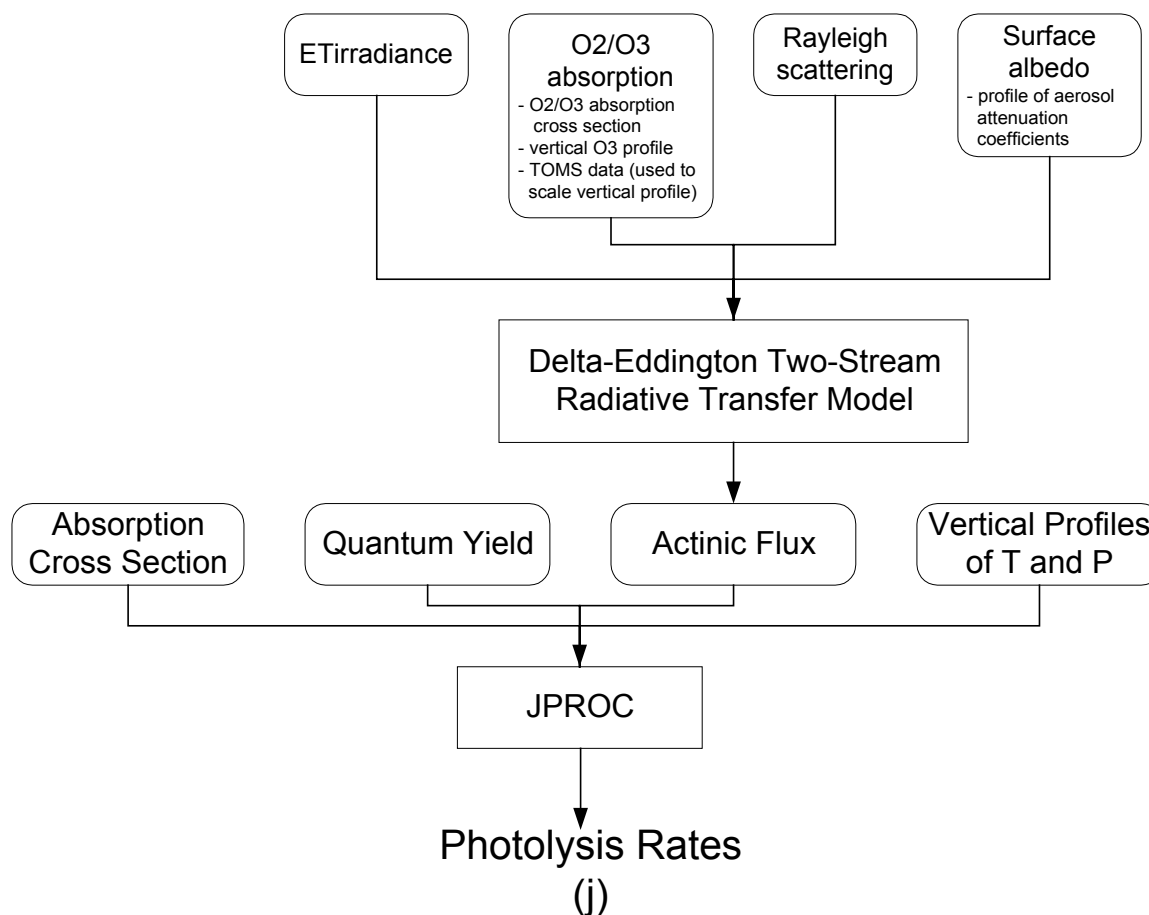 ETirradiance
O2/O3
absorption
- O2/O3 absorption
cross section
- vertical O3 profile
- TOMS data (used to
scale vertical profile)
Rayleigh
scattering
Surface
albedo
- profile of aerosol
attenuation
coefficients
Delta-Eddington Two-Stream
Radiative Transfer Model
Absorption
Cross Section
Quantum Yield
Actinic Flux
Vertical Profiles
of T and P
JPROC
Photolysis Rates
(j)